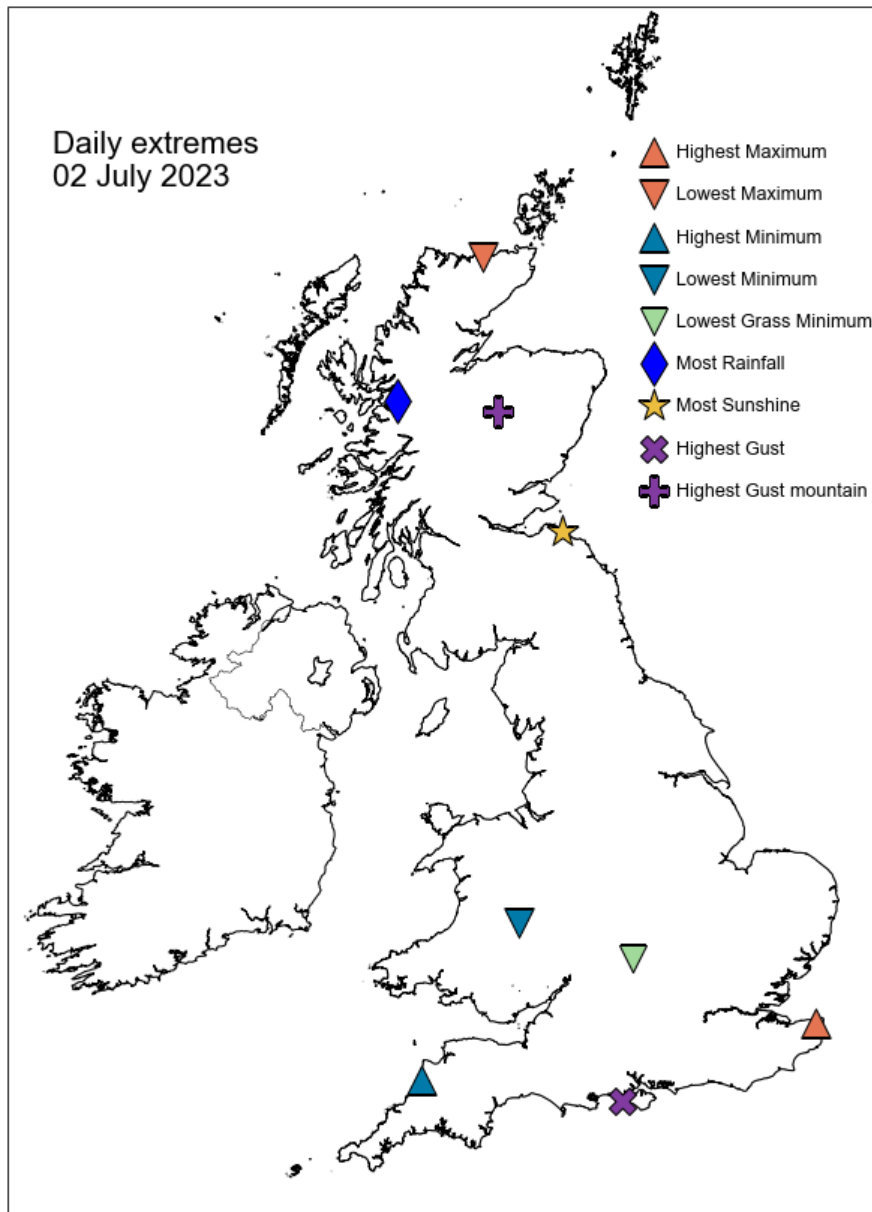 Daily extremes
02 July 2023
Highest Maximum
Lowest Maximum
Highest Minimum
Lowest Minimum
Lowest Grass Minimum
Most Rainfall
Most Sunshine
Highest Gust
Highest Gust mountain